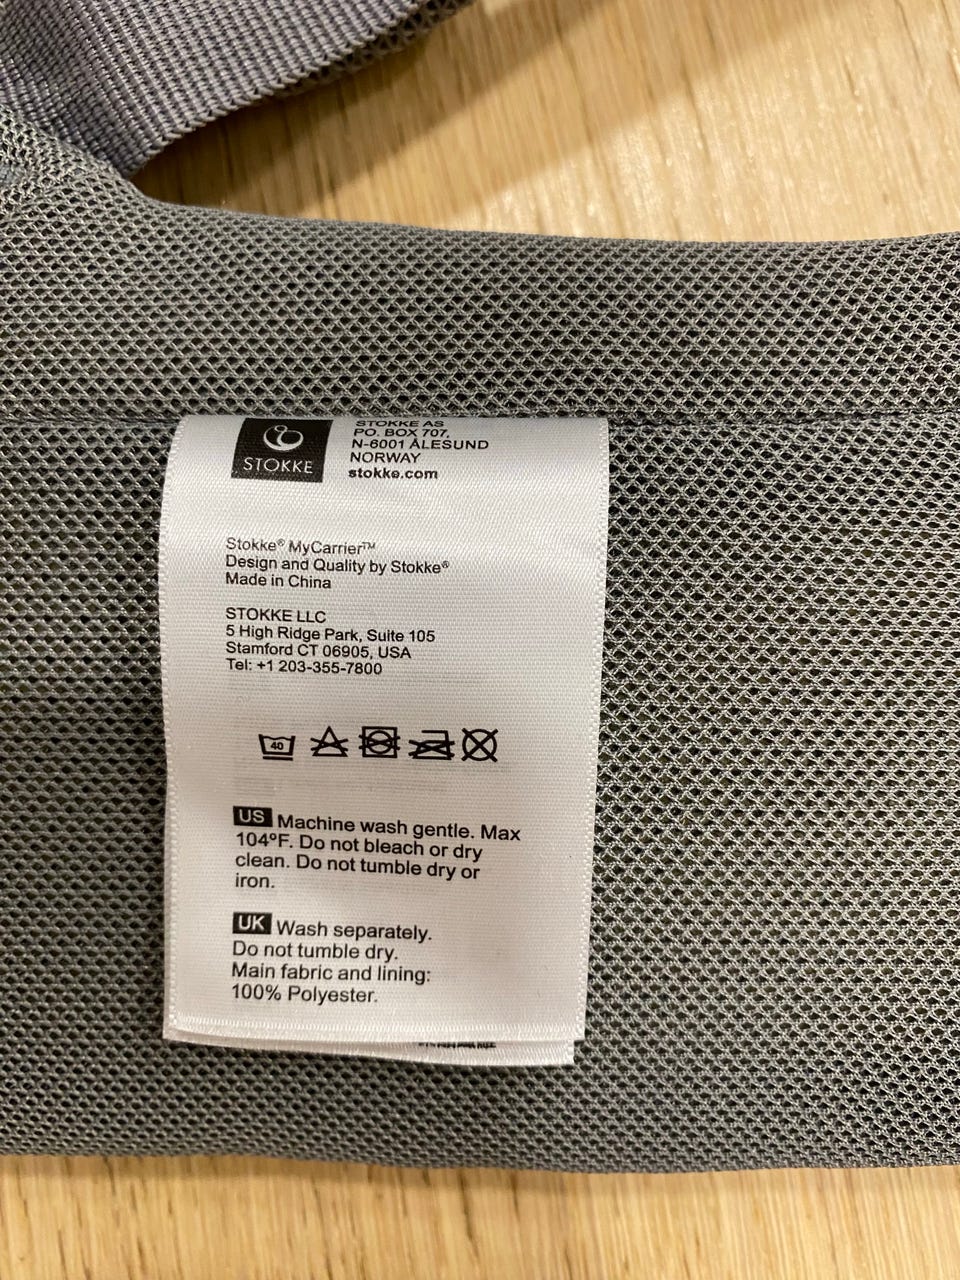 STOKKE
STOKKE AS
PO. BOX 707,
N-6001 ÅLESUND
NORWAY
stokke.com
Stokke® MyCarrier™
Design and Quality by Stokke®
Made in China
STOKKE LLC
5 High Ridge Park, Suite 105
Stamford CT 06905, USA
Tel: +1 203-355-7800
40
US Machine wash gentle. Max
104ºF. Do not bleach or dry
clean. Do not tumble dry or
iron.
UK Wash separately.
Do not tumble dry.
Main fabric and lining:
100% Polyester.